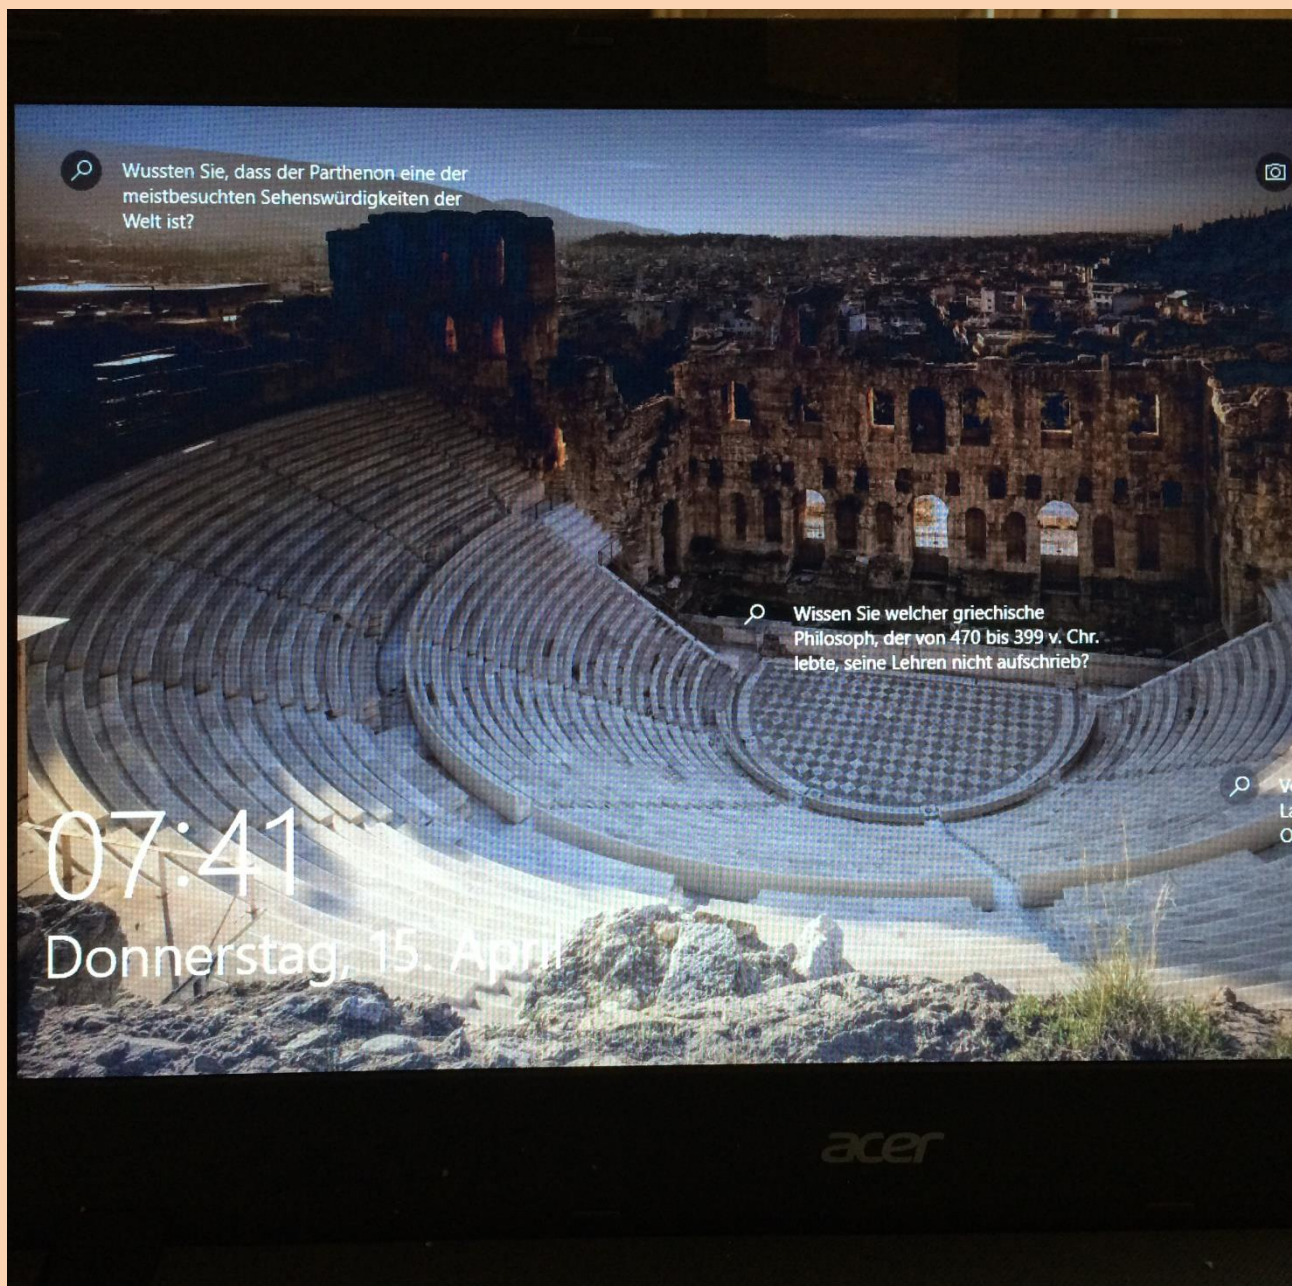 Wussten Sie, dass der Parthenon eine der
meistbesuchten Sehenswürdigkeiten der
Welt ist?
Wissen Sie welcher griechische
Philosoph, der von 470 bis 399 v. Chr.
lebte, seine Lehren nicht aufschrieb?
07:41
Donnerstag, 15. April
acer